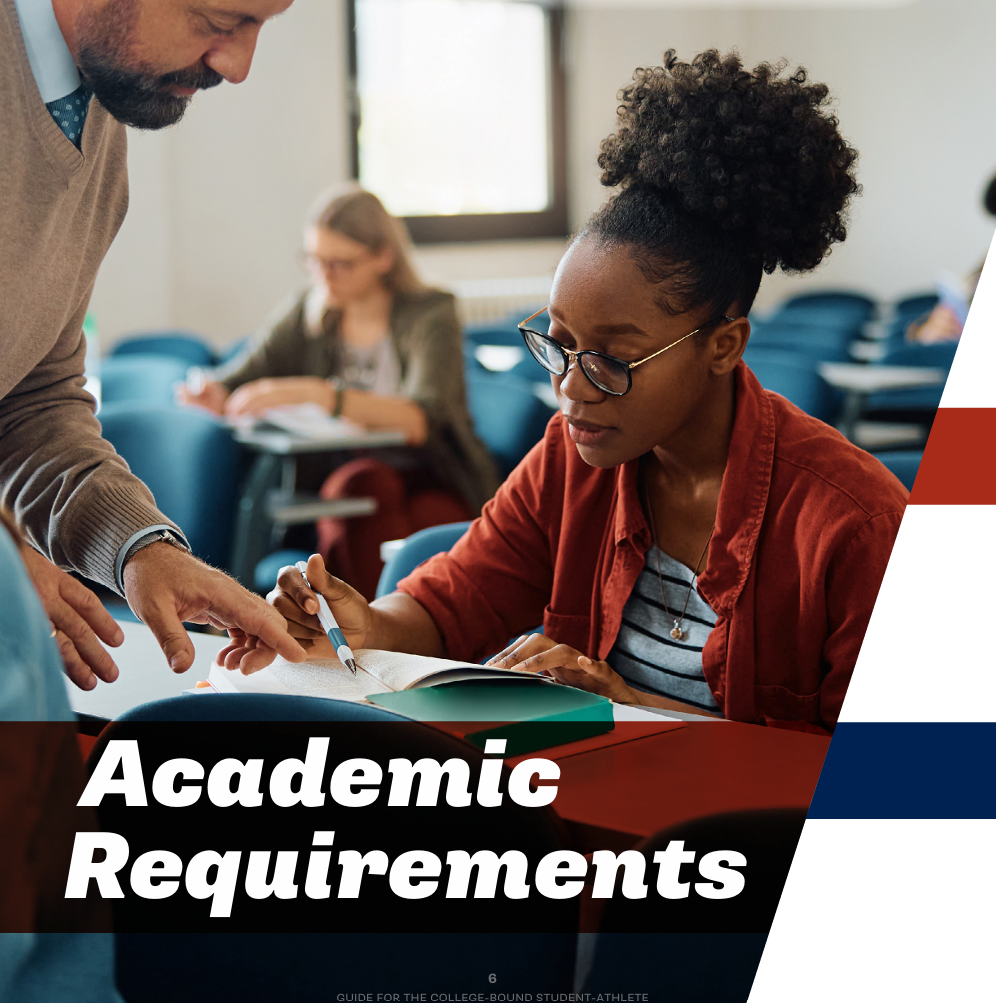 Academic
Requirements
6
GUIDE FOR THE COLLEGE-BOUND STUDENT-ATHLETE